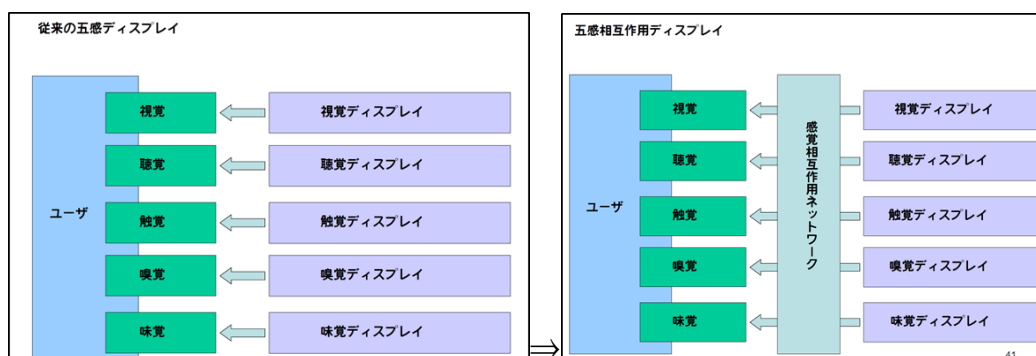 従来の五感ディスプレイ
ユーザ
視覚
視覚ディスプレイ
聴覚
聴覚ディスプレイ
触覚
触覚ディスプレイ
嗅覚
嗅覚ディスプレイ
味覚
味覚ディスプレイ
⇒
五感相互作用ディスプレイ
ユーザ
視覚
視覚ディスプレイ
聴覚
聴覚ディスプレイ
触覚
触覚ディスプレイ
嗅覚
嗅覚ディスプレイ
味覚
味覚ディスプレイ
感覚相互作用ネットワーク
41